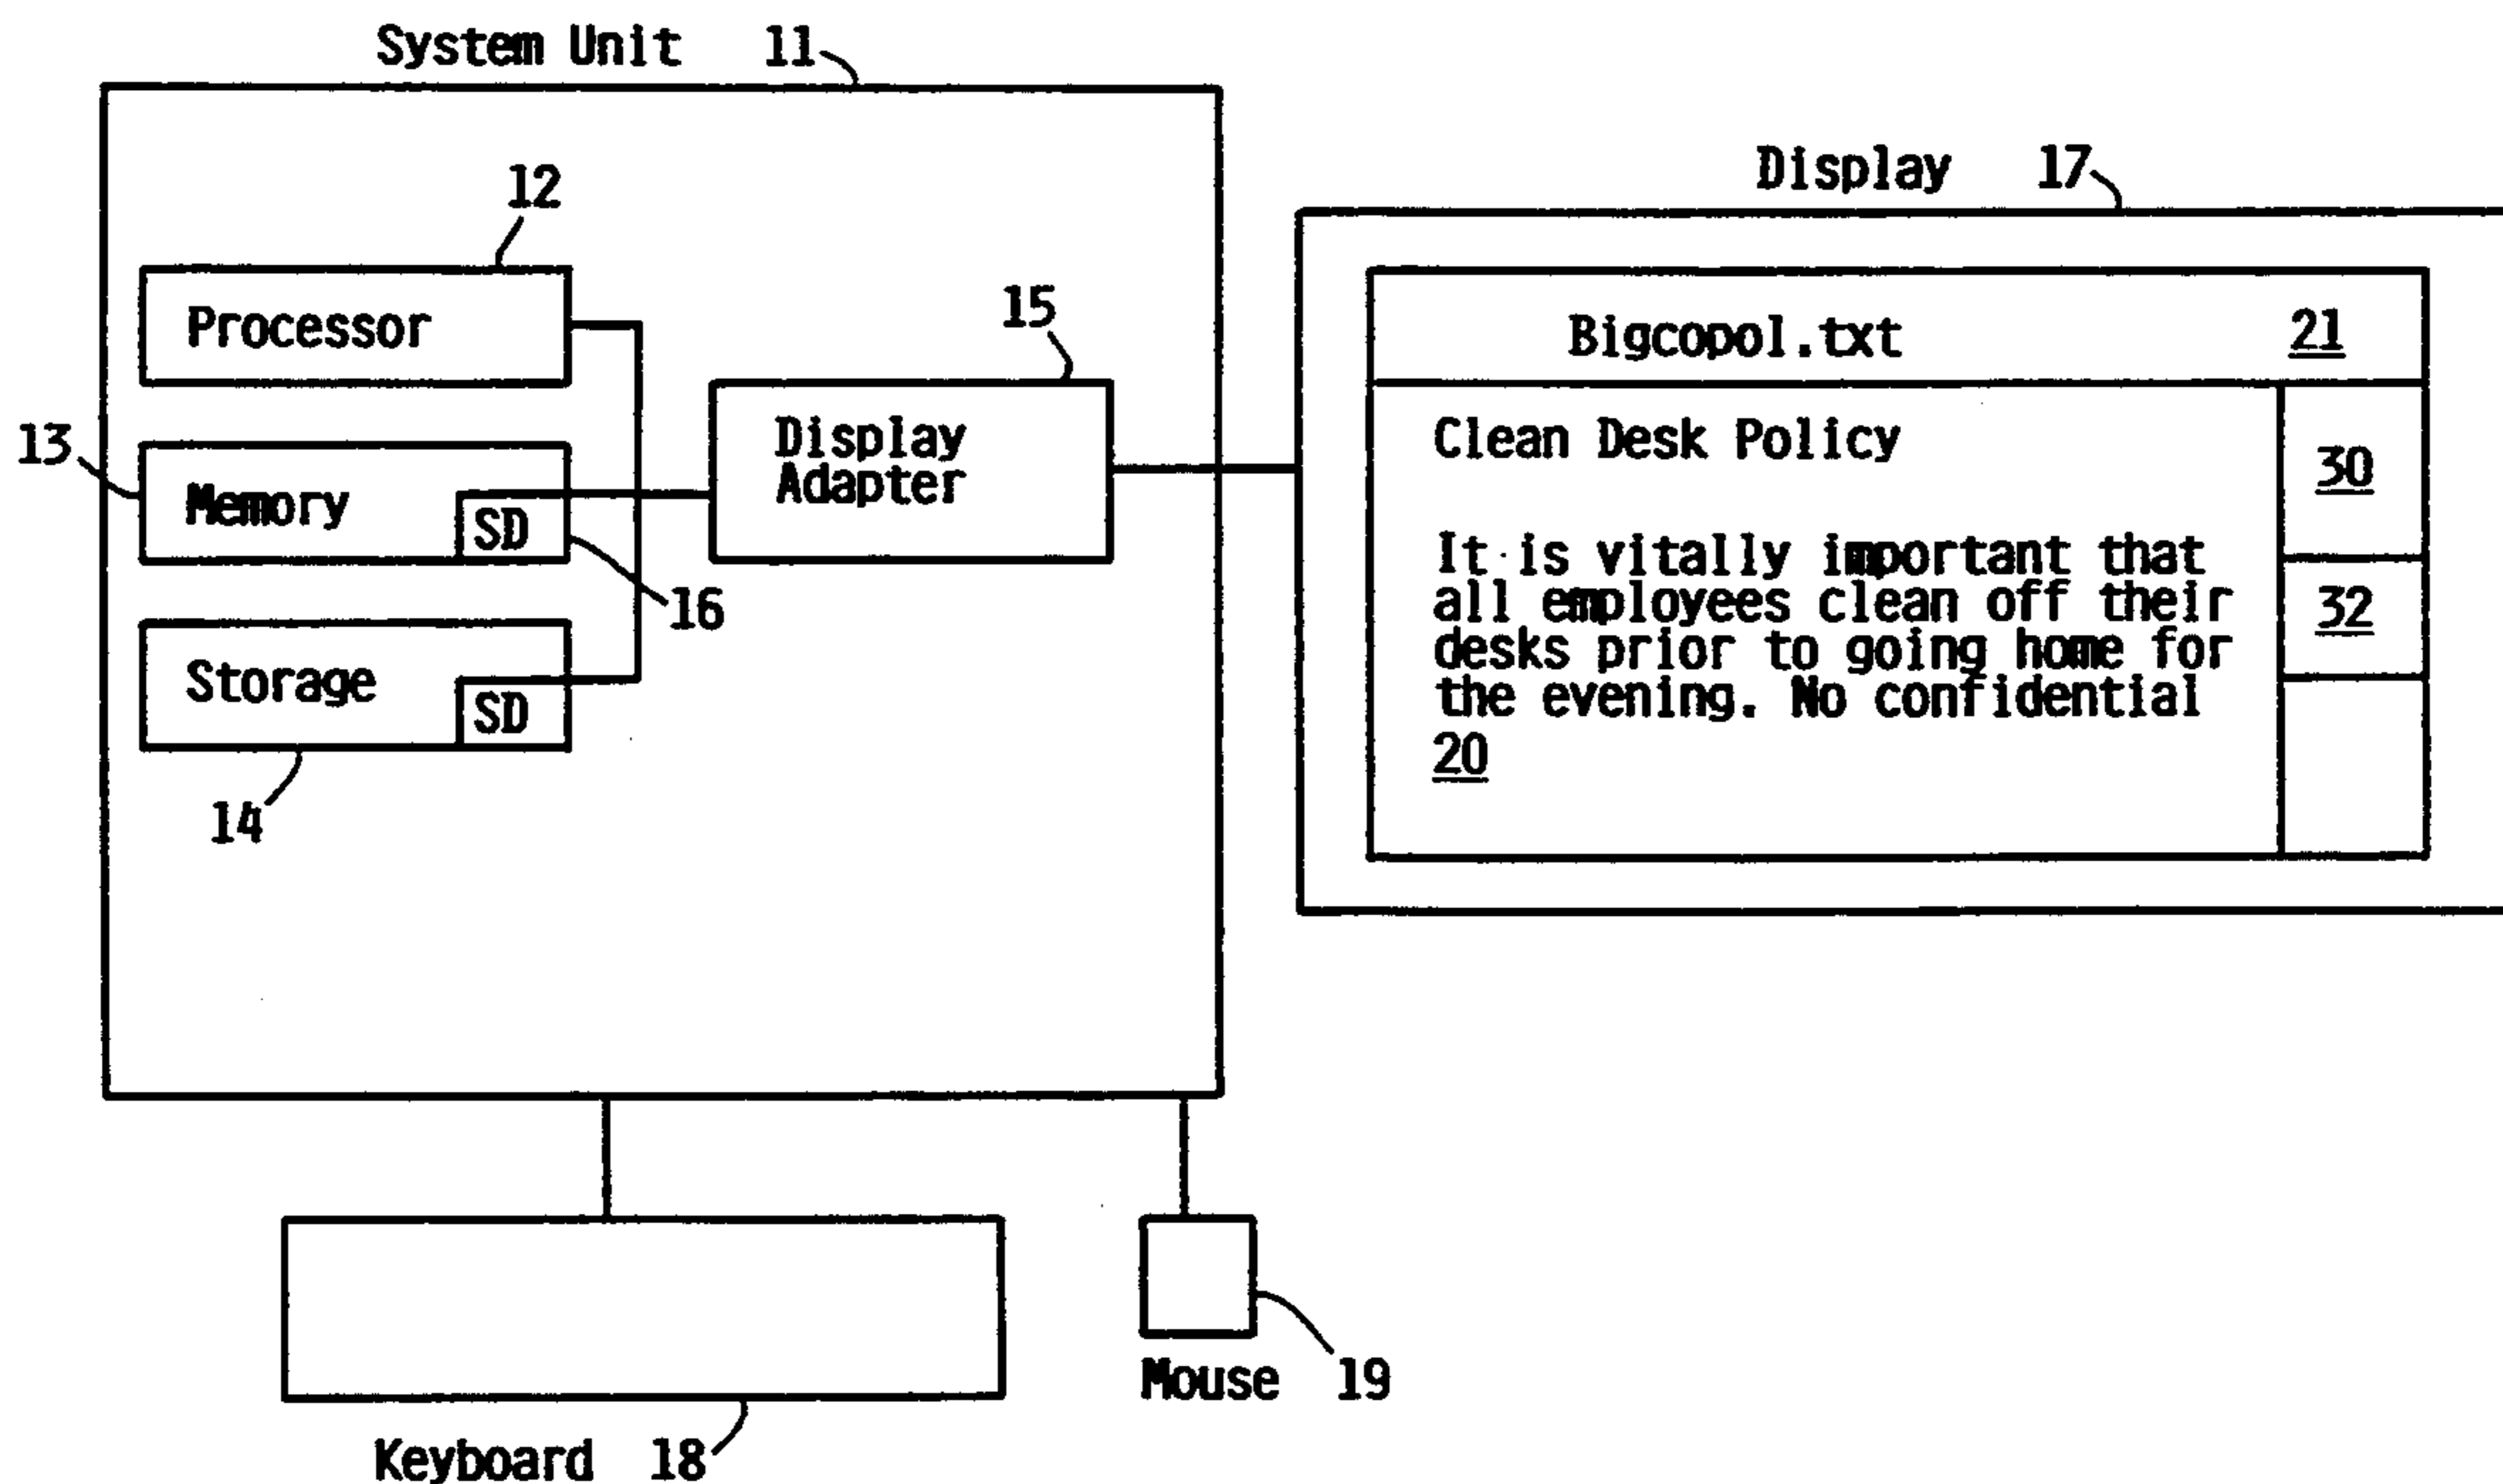 System Unit 11
12
Processor
13
Memory
SD
16
Storage
SD
14
15
Display
Adapter
Display 17
Bigcopol.txt 21
Clean Desk Policy
30
It is vitally important that
all employees clean off their
desks prior to going home for
the evening. No confidential
32
20
Keyboard 18
Mouse 19